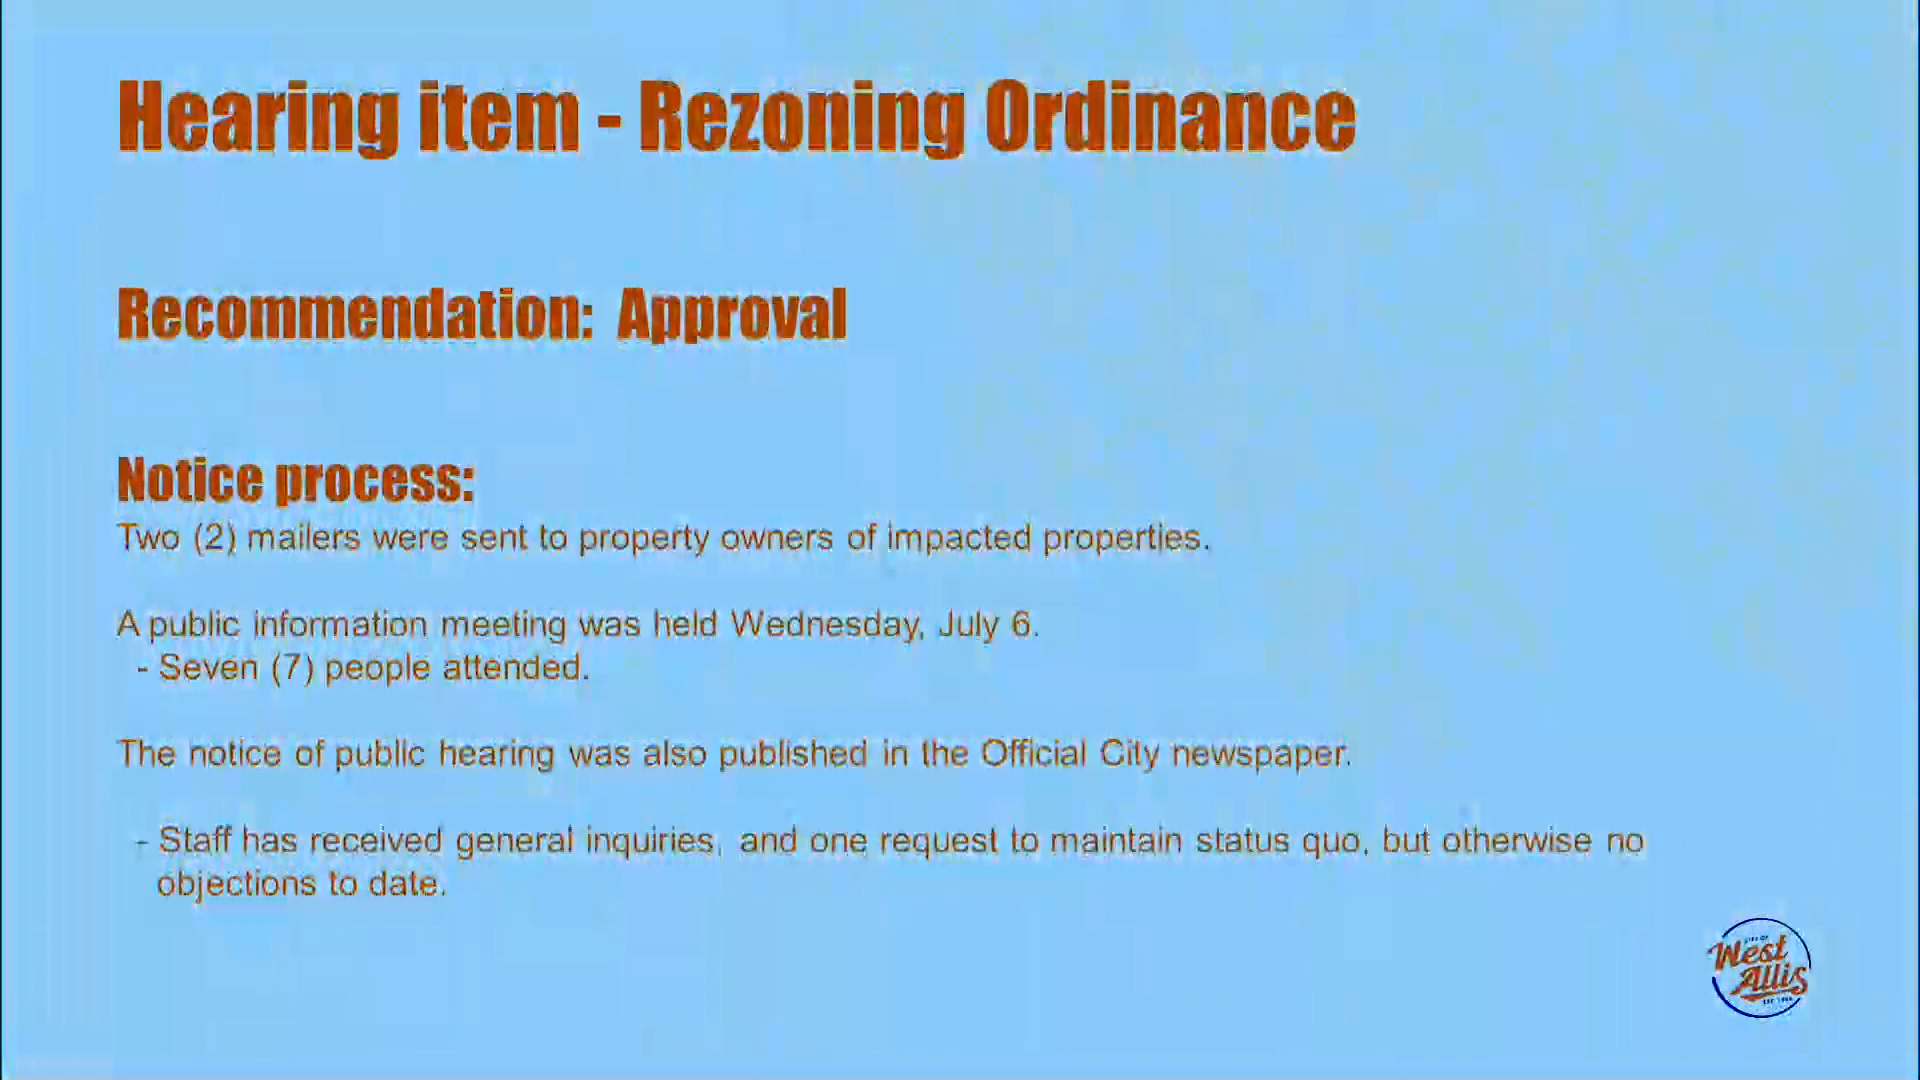 Hearing item - Rezoning Ordinance
Recommendation: Approval
Notice process:
Two (2) mailers were sent to property owners of impacted properties.
A public information meeting was held Wednesday, July 6.
- Seven (7) people attended.
The notice of public hearing was also published in the Official City newspaper.
- Staff has received general inquiries, and one request to maintain status quo, but otherwise no
objections to date.
CITY OF
West
Allis